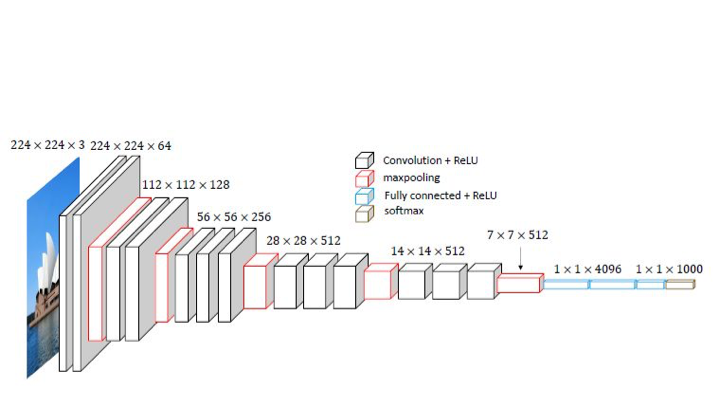 224 × 224 × 3
224 × 224 × 64
112 × 112 × 128
56 × 56 × 256
28 × 28 × 512
14 × 14 × 512
7 × 7 × 512
1 × 1 × 4096
1 × 1 × 1000
Convolution + ReLU
maxpooling
Fully connected + ReLU
softmax